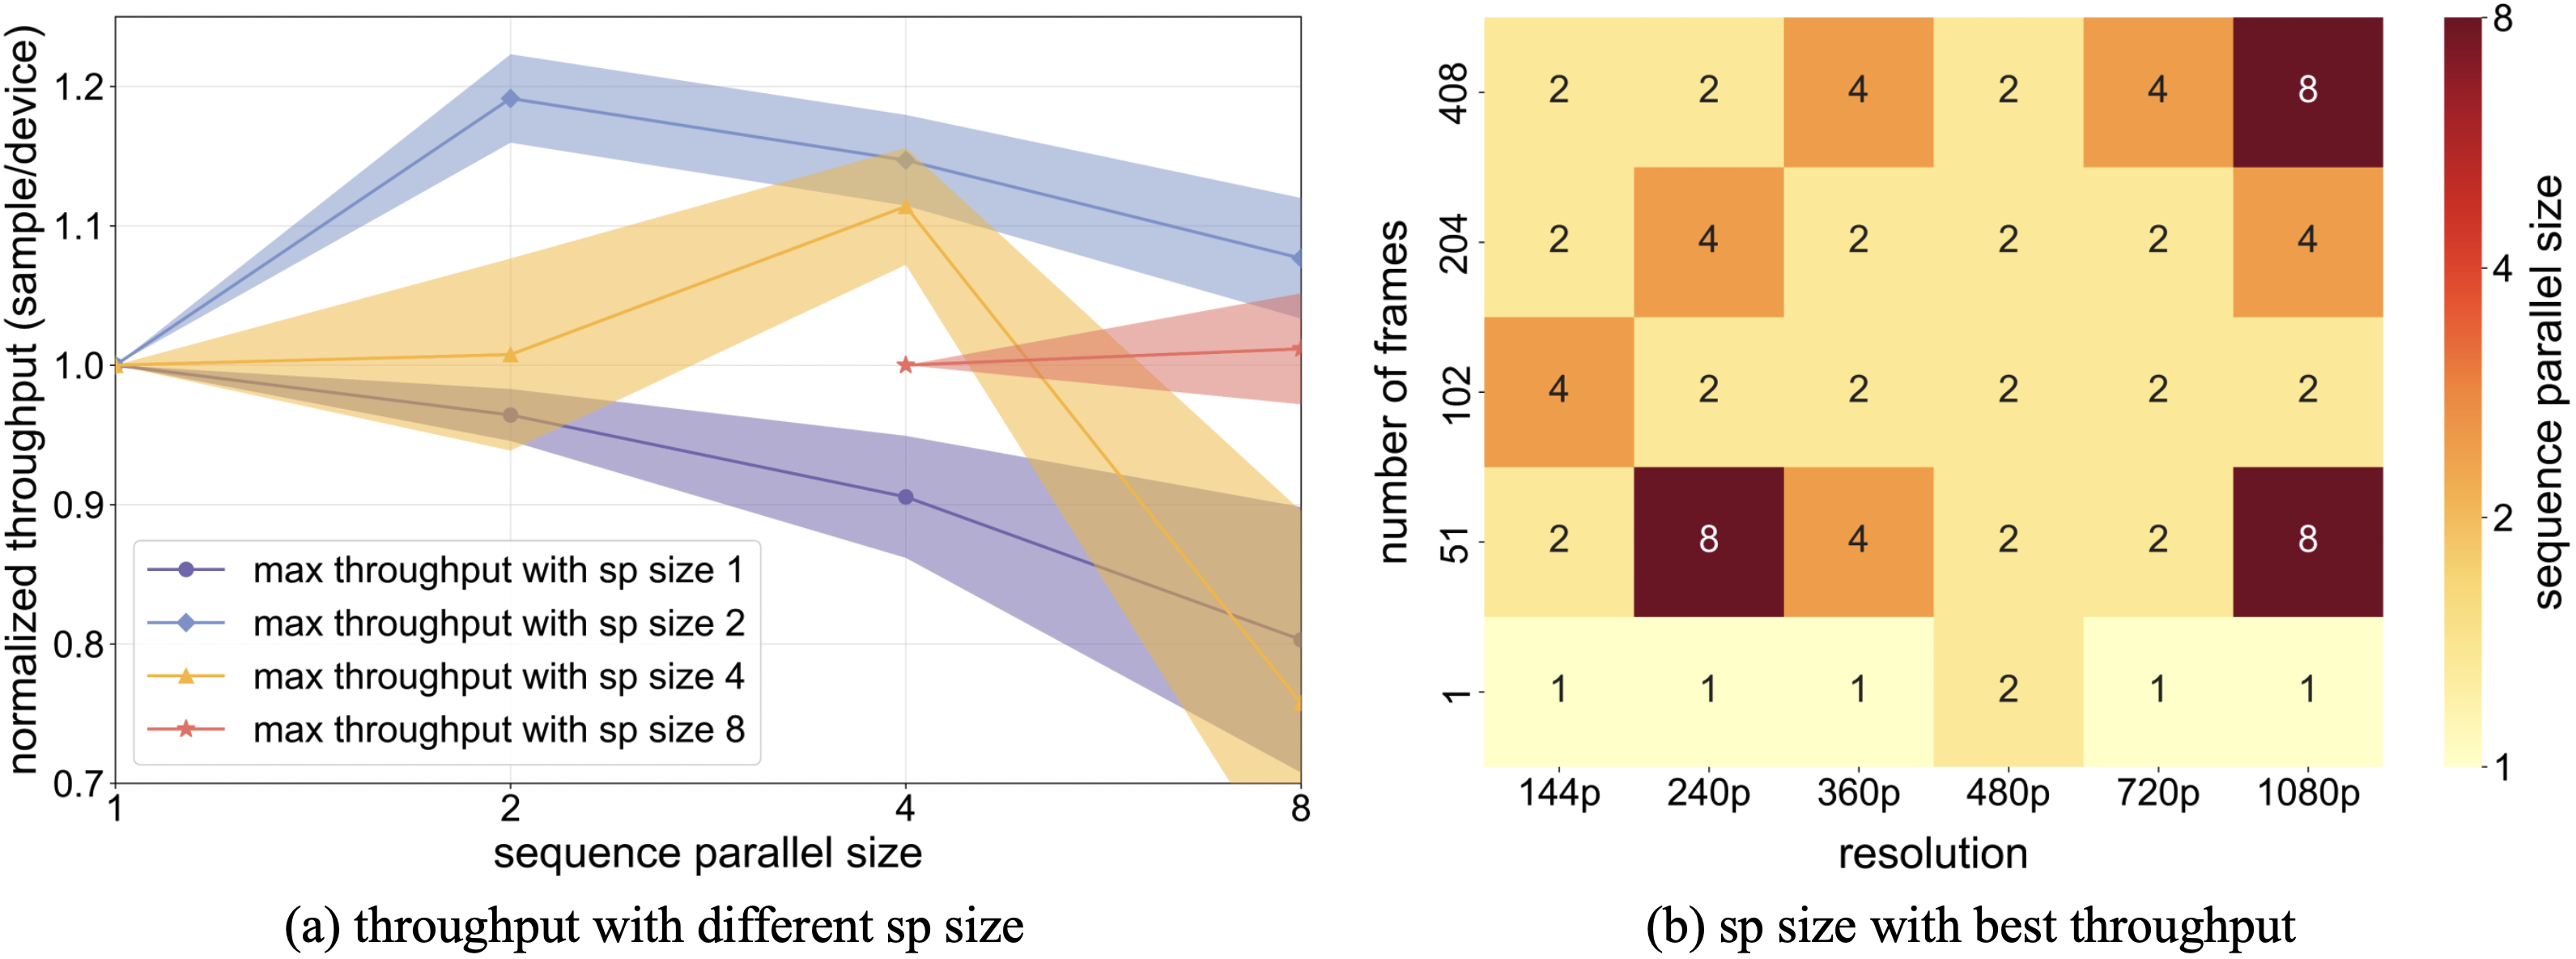 normalized throughput (sample/device)
1.2
1.1
1.0
0.9
0.8
0.7
max throughput with sp size 1
max throughput with sp size 2
max throughput with sp size 4
max throughput with sp size 8
1 2 4 8
sequence parallel size
(a) throughput with different sp size
number of frames
408 2 2 4 2 4 8
204 2 4 2 2 2 4
102 4 2 2 2 2 2
51 2 8 4 2 2 8
1 1 1 1 2 1 1
144p 240p 360p 480p 720p 1080p
resolution
8
4
2
1
sequence parallel size
(b) sp size with best throughput